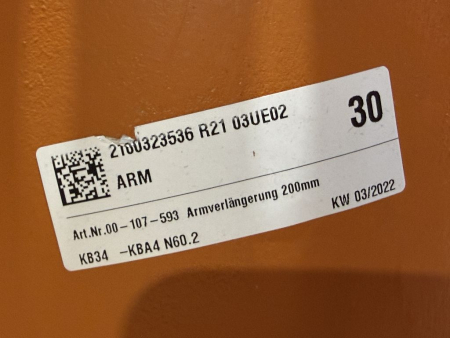 2100323536 R21 03UE02
30
ARM
Art.Nr.00-107-593 Armverlängerung 200mm
KB34 -KBA4 N60.2
KW 03/2022